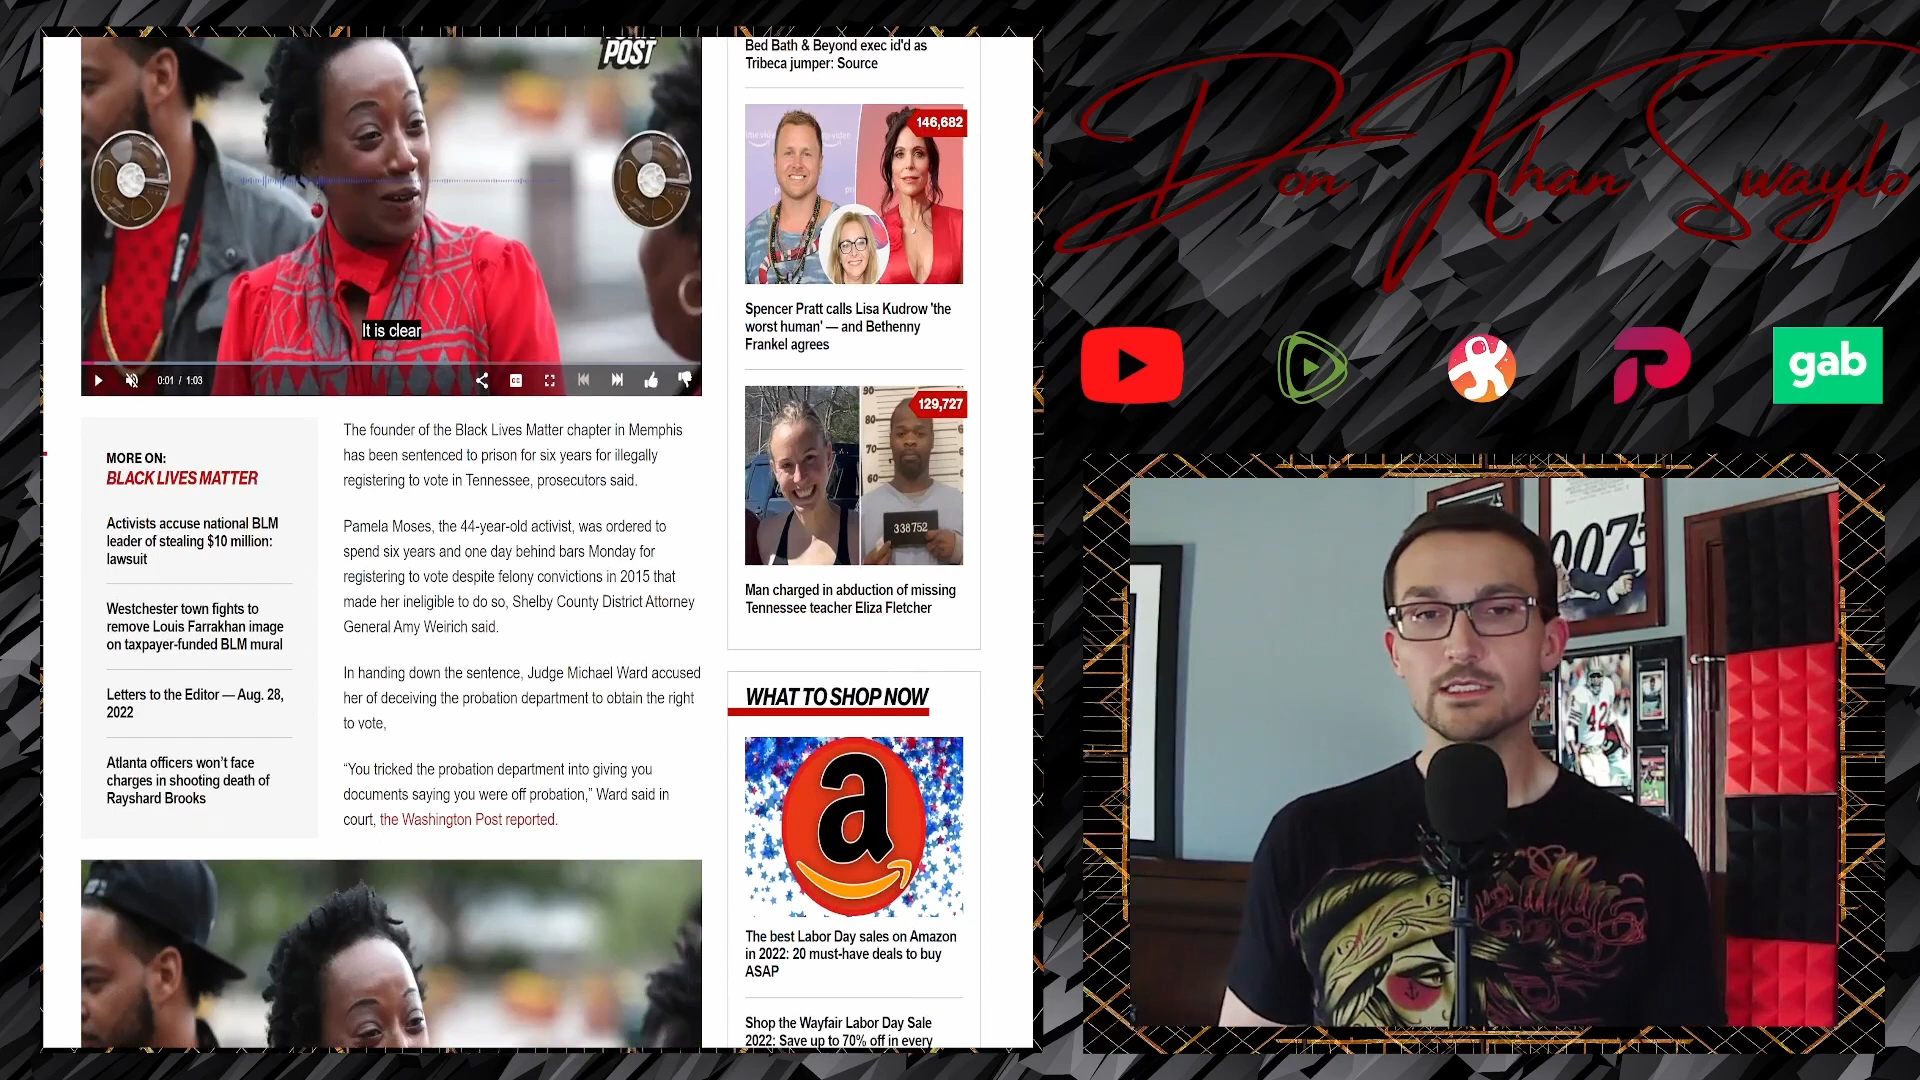 POST
It is clear
0:01 / 1:03
CC
MORE ON:
BLACK LIVES MATTER
Activists accuse national BLM
leader of stealing $10 million:
lawsuit
Westchester town fights to
remove Louis Farrakhan image
on taxpayer-funded BLM mural
Letters to the Editor — Aug. 28,
2022
Atlanta officers won't face
charges in shooting death of
Rayshard Brooks
The founder of the Black Lives Matter chapter in Memphis
has been sentenced to prison for six years for illegally
registering to vote in Tennessee, prosecutors said.
Pamela Moses, the 44-year-old activist, was ordered to
spend six years and one day behind bars Monday for
registering to vote despite felony convictions in 2015 that
made her ineligible to do so, Shelby County District Attorney
General Amy Weirich said.
In handing down the sentence, Judge Michael Ward accused
her of deceiving the probation department to obtain the right
to vote,
“You tricked the probation department into giving you
documents saying you were off probation,” Ward said in
court, the Washington Post reported.
Bed Bath & Beyond exec id'd as
Tribeca jumper: Source
146,682
Spencer Pratt calls Lisa Kudrow 'the
worst human' — and Bethenny
Frankel agrees
129,727
90
80
70
60
338752
Man charged in abduction of missing
Tennessee teacher Eliza Fletcher
WHAT TO SHOP NOW
a
The best Labor Day sales on Amazon
in 2022: 20 must-have deals to buy
ASAP
Shop the Wayfair Labor Day Sale
2022: Save up to 70% off in every
Don Khan Swaylo
gab
007
42